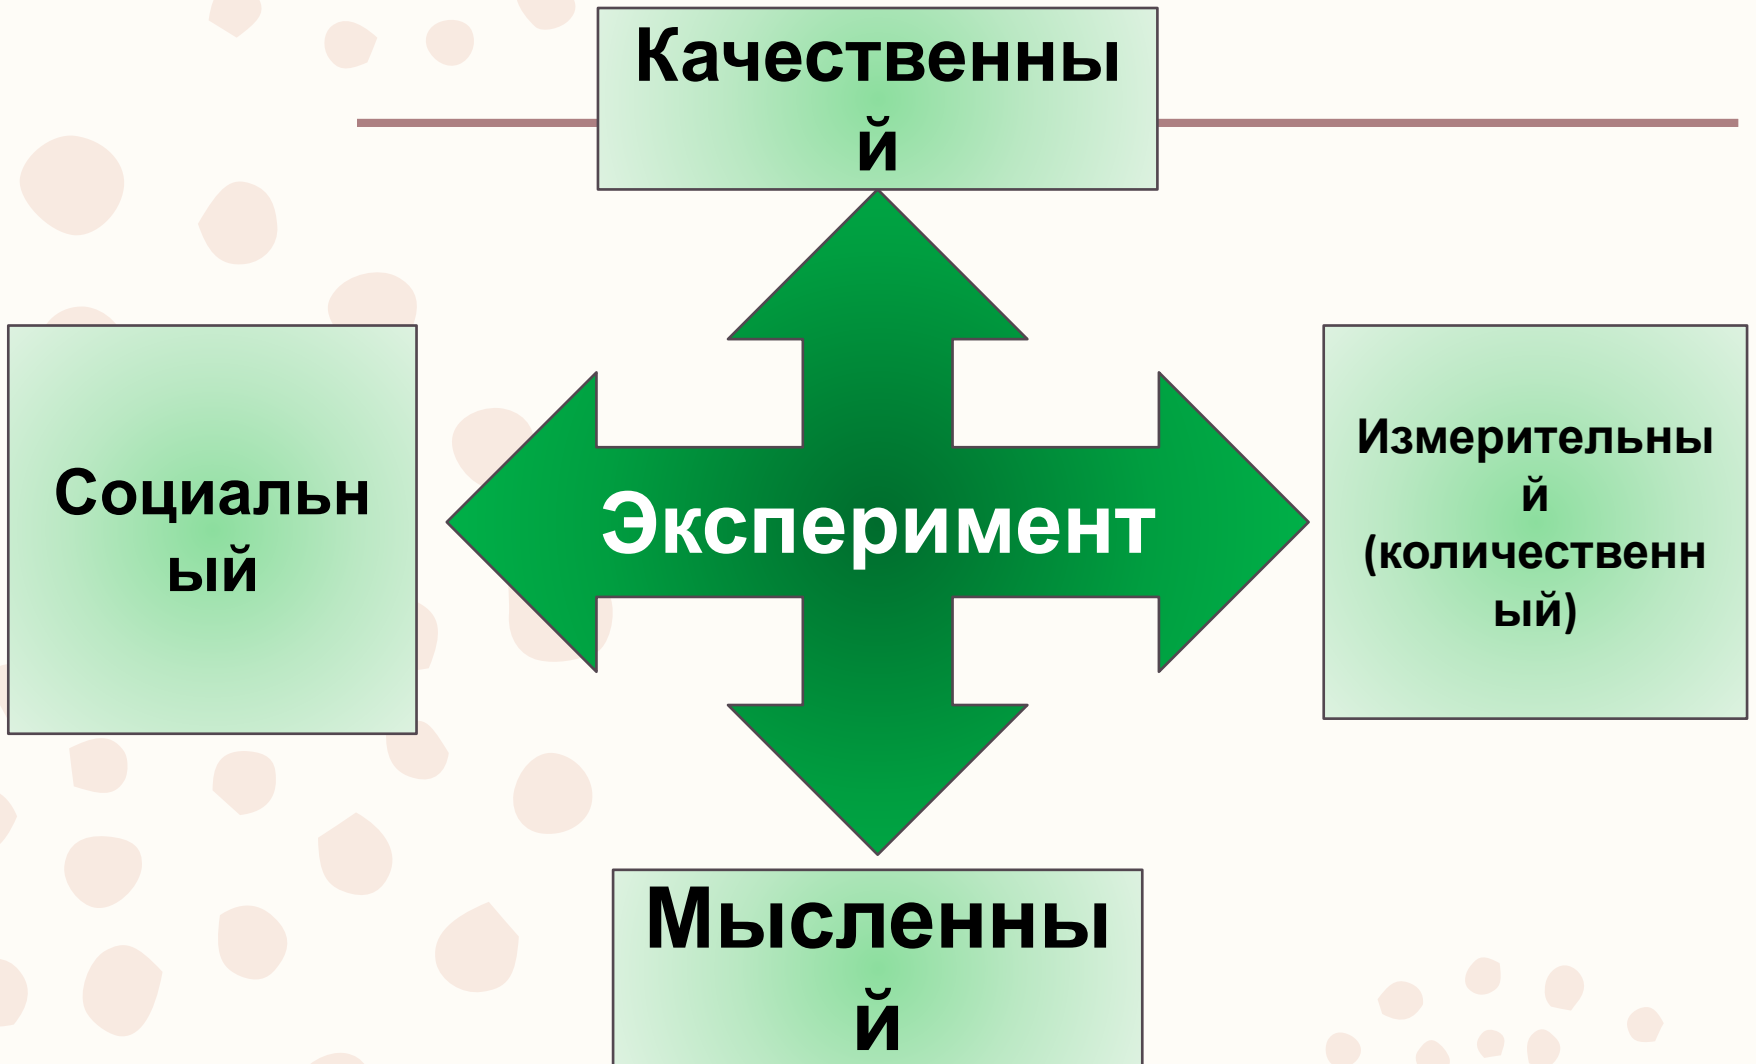 Качественны
й
Социальн
ый
Эксперимент
Измерительны
й
(количественн
ый)
Мысленны
й